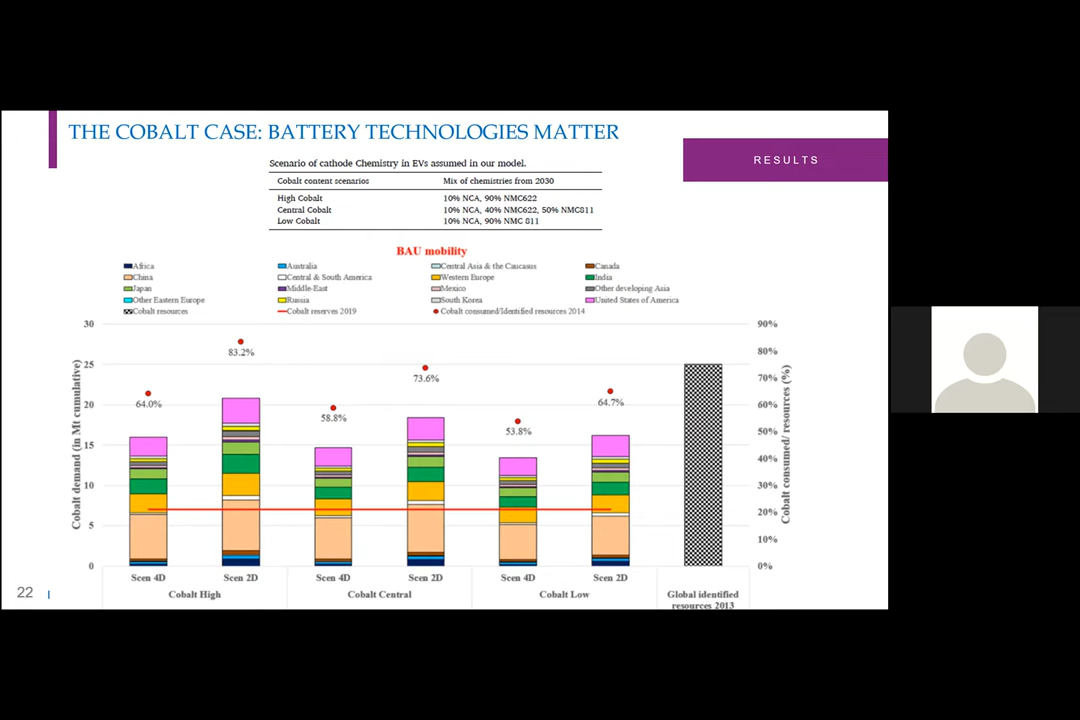 THE COBALT CASE: BATTERY TECHNOLOGIES MATTER
RESULTS
Scenario of cathode Chemistry in EVs assumed in our model.
Cobalt content scenarios Mix of chemistries from 2030
High Cobalt 10% NCA, 90% NMC622
Central Cobalt 10% NCA, 40% NMC622, 50% NMC811
Low Cobalt 10% NCA, 90% NMC 811
BAU mobility
Africa Australia Central Asia & the Caucasus Canada
China Central & South America Western Europe India
Japan Middle-East Mexico Other developing Asia
Other Eastern Europe Russia South Korea United States of America
Cobalt resources Cobalt reserves 2019 Cobalt consumed/Identified resources 2014
Cobalt demand (in Mt cumulative)
30
25
20
15
10
5
0
64.0%
83.2%
58.8%
73.6%
53.8%
64.7%
90%
80%
70%
60%
50%
40%
30%
20%
10%
0%
Cobalt consumed/ resources (%)
Scen 4D Scen 2D Scen 4D Scen 2D Scen 4D Scen 2D
Cobalt High Cobalt Central Cobalt Low Global identified
resources 2013
22